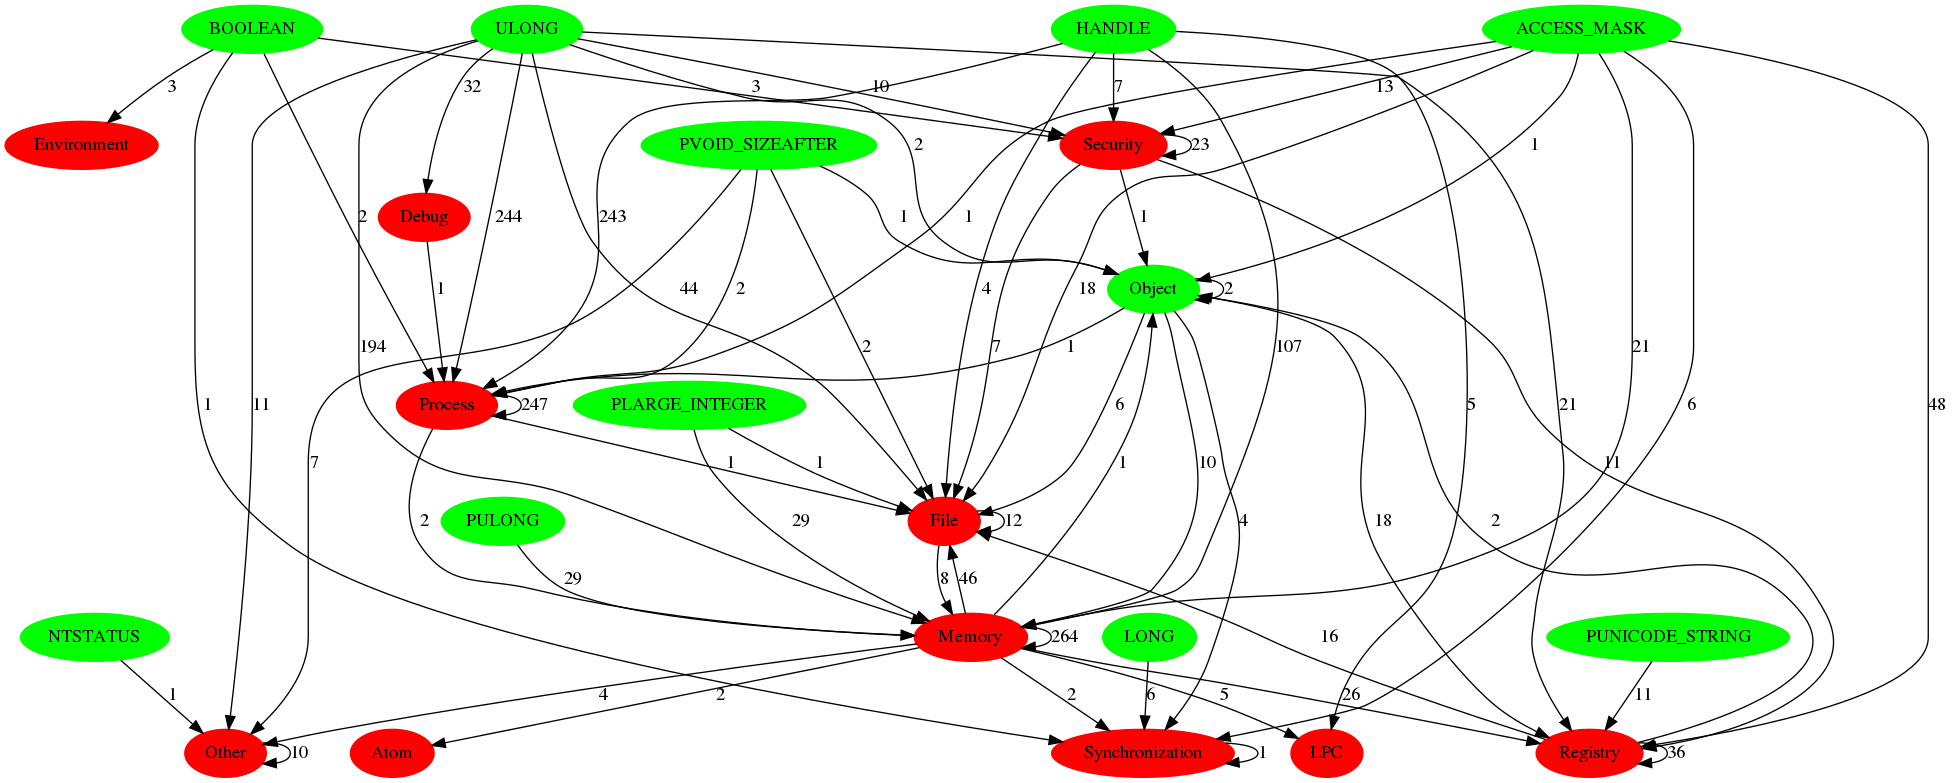 BOOLEAN
ULONG
HANDLE
ACCESS_MASK
3
32
3
10
7
13
Environment
PVOID_SIZEAFTER
2
Security
23
1
Debug
2
244
243
1
1
1
1
44
2
4
18
Object
2
194
2
7
1
107
21
1
11
Process
247
PLARGE_INTEGER
6
5
21
6
48
7
1
1
10
11
2
PULONG
29
File
12
4
18
2
29
8
46
NTSTATUS
Memory
264
LONG
16
PUNICODE_STRING
1
4
2
2
6
5
26
11
Other
10
Atom
Synchronization
1
LPC
Registry
36